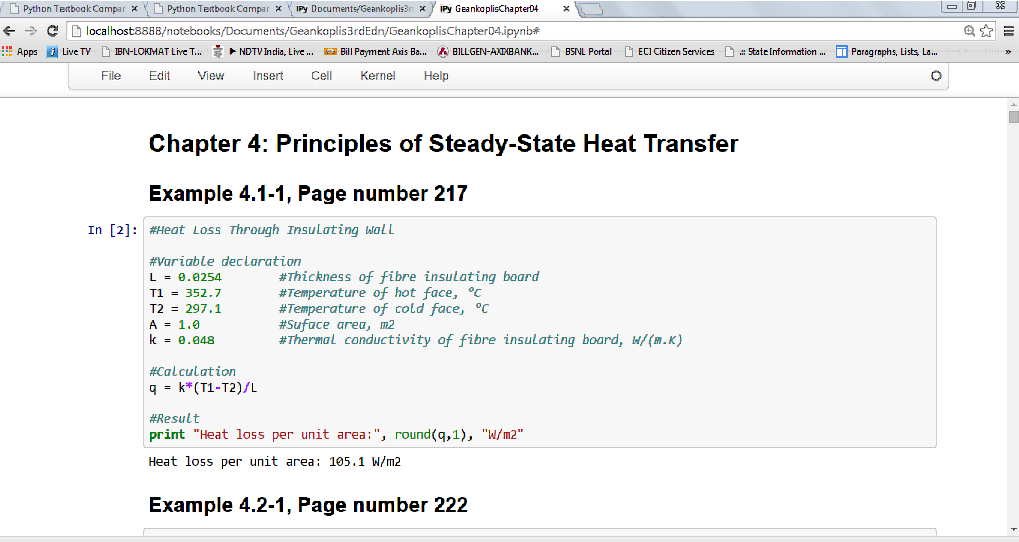 Python Textbook Compar
Python Textbook Compar
IPy Documents/Geankoplis3r
IPy GeankoplisChapter04
localhost:8888/notebooks/Documents/Geankoplis3rdEdn/GeankoplisChapter04.ipynb#
Apps Live TV IBN-LOKMAT Live T... NDTV India, Live ... Bill Payment Axis Ba... BILLGEN-AXIXBANK... BSNL Portal ECI Citizen Services .:: State Information ... Paragraphs, Lists, La... »
File Edit View Insert Cell Kernel Help
Chapter 4: Principles of Steady-State Heat Transfer
Example 4.1-1, Page number 217
In [2]: #Heat Loss Through Insulating Wall
#Variable declaration
L = 0.0254 #Thickness of fibre insulating board
T1 = 352.7 #Temperature of hot face, °C
T2 = 297.1 #Temperature of cold face, °C
A = 1.0 #Suface area, m2
k = 0.048 #Thermal conductivity of fibre insulating board, W/(m.K)
#Calculation
q = k*(T1-T2)/L
#Result
print "Heat loss per unit area:", round(q,1), "W/m2"
Heat loss per unit area: 105.1 W/m2
Example 4.2-1, Page number 222